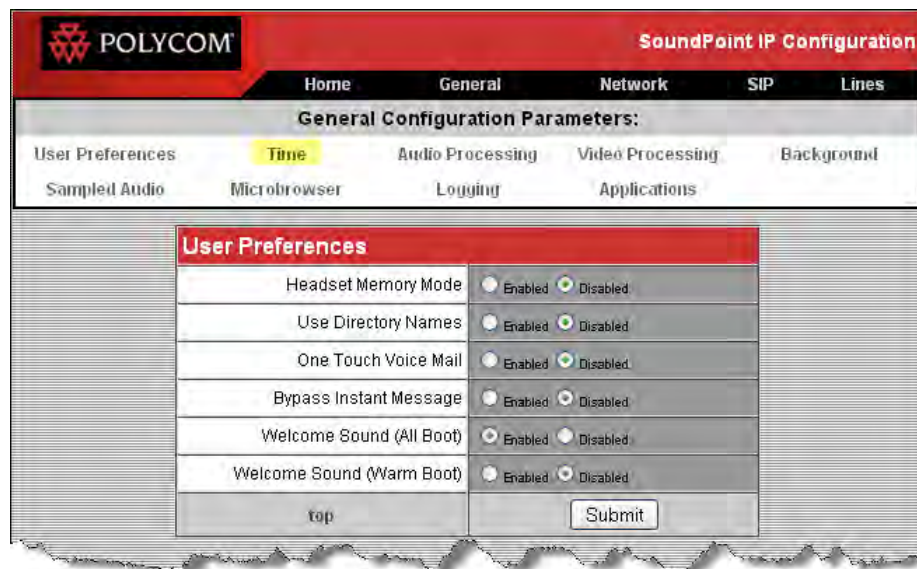 POLYCOM
SoundPoint IP Configuration
Home General Network SIP Lines
General Configuration Parameters:
User Preferences Time Audio Processing Video Processing Background
Sampled Audio Microbrowser Logging Applications
User Preferences
Headset Memory Mode Enabled Disabled
Use Directory Names Enabled Disabled
One Touch Voice Mail Enabled Disabled
Bypass Instant Message Enabled Disabled
Welcome Sound (All Boot) Enabled Disabled
Welcome Sound (Warm Boot) Enabled Disabled
top Submit